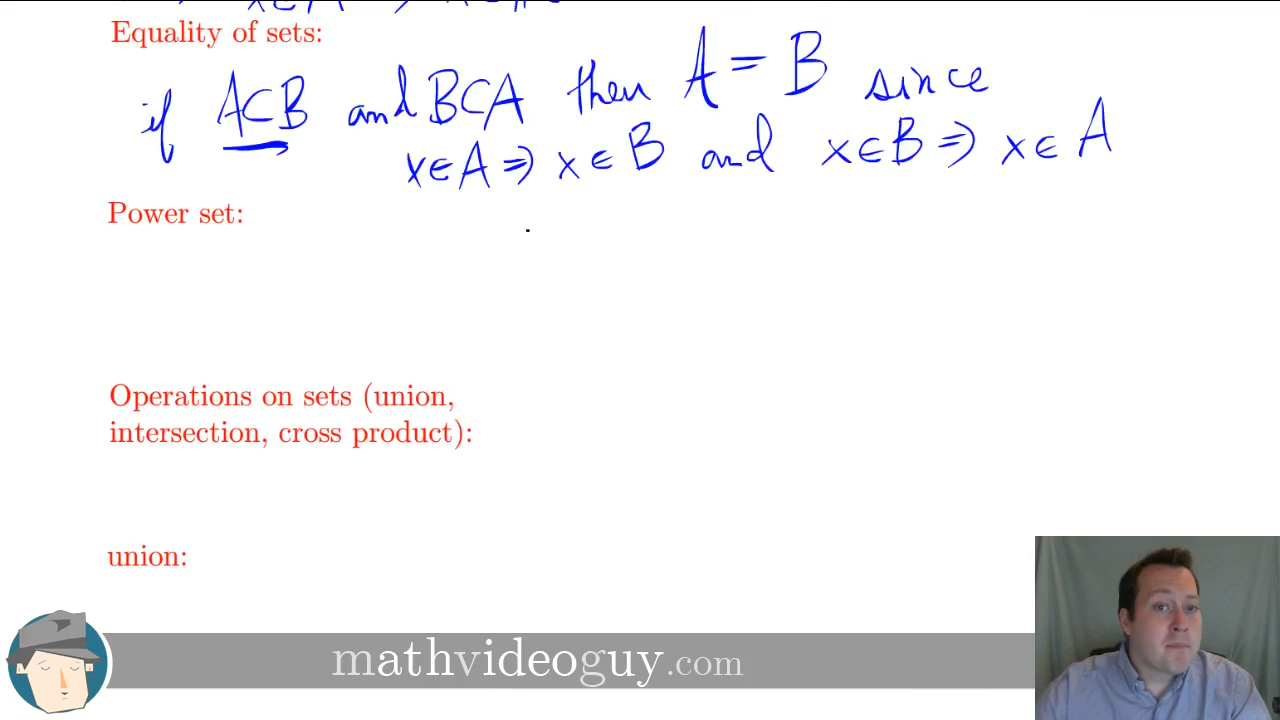 Equality of sets:
if A⊂B and B⊂A then A = B since
x∈A ⇒ x∈B and x∈B ⇒ x∈A
Power set:
Operations on sets (union,
intersection, cross product):
union:
mathvideoguy.com